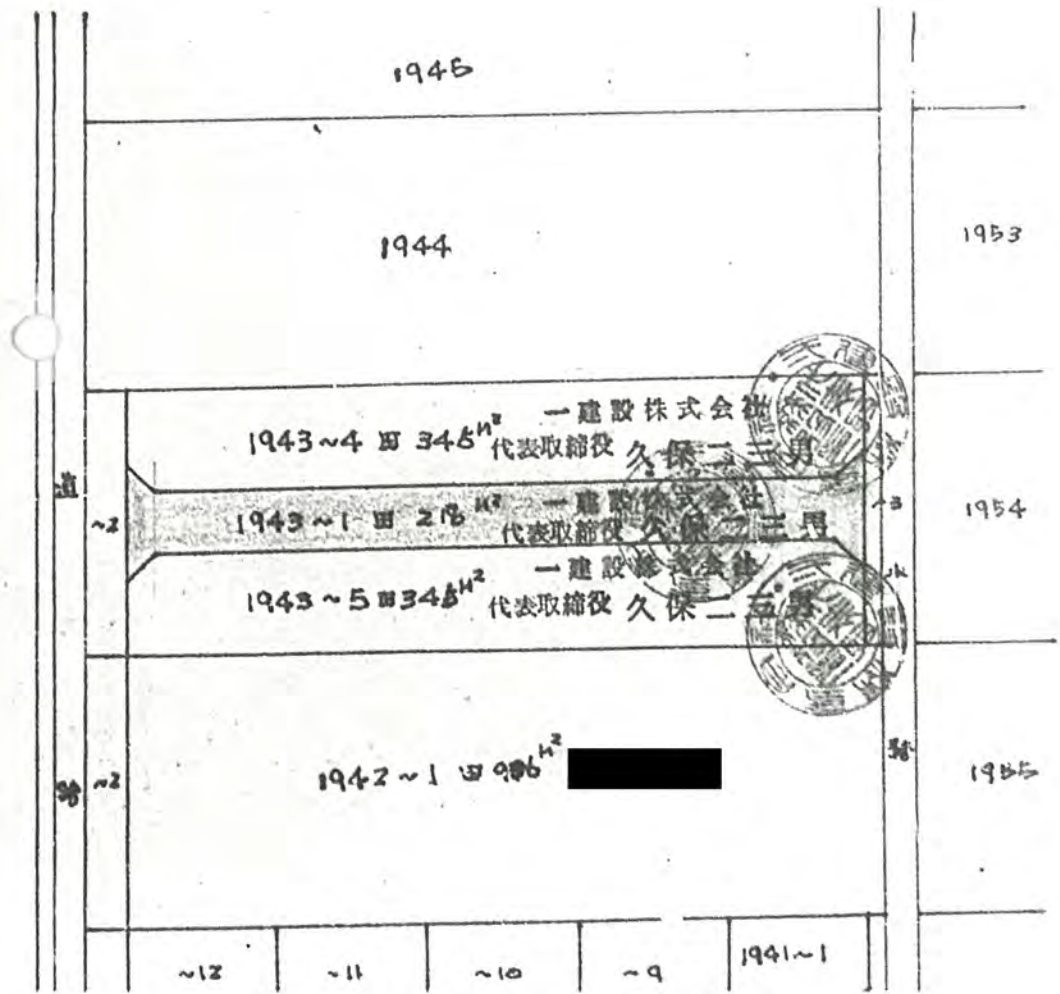 1945
1944
1953
1943~4 田 345M²
一建設株式会社
代表取締役 久保二三男
道
~2
1943~1 田 218M²
一建設株式会社
代表取締役 久保二三男
~3
1954
1943~5 田 345M²
一建設株式会社
代表取締役 久保二三男
水
1942~1 田
路
~2
路
1955
~12
~11
~10
~9
1941~1